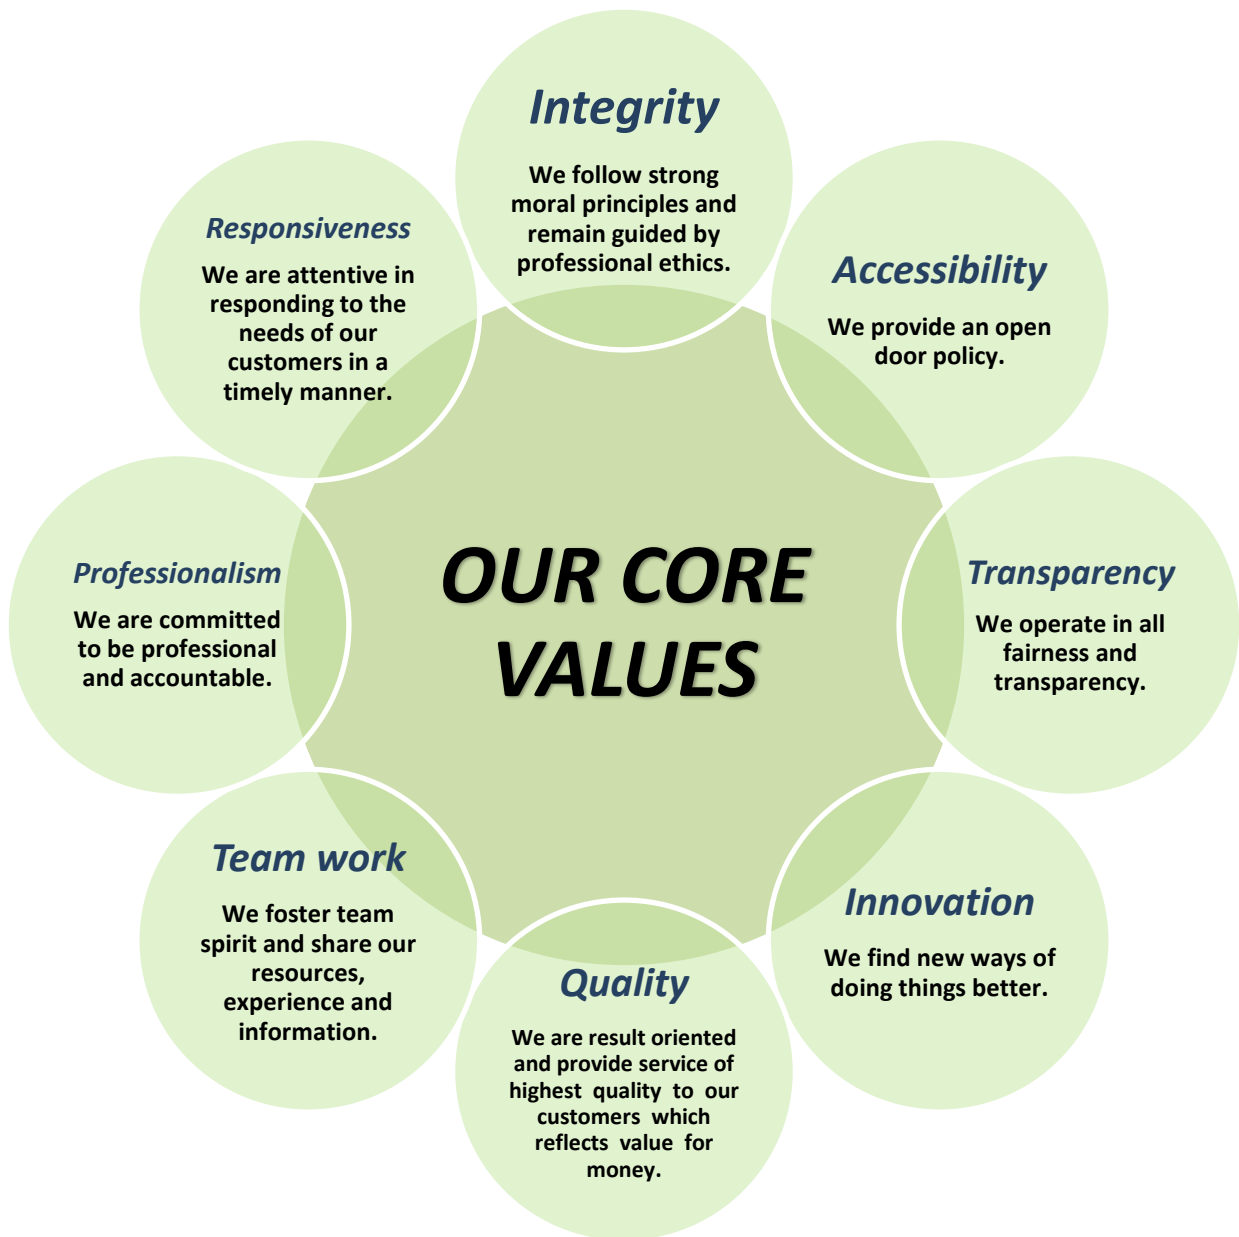 Integrity
We follow strong
moral principles and
remain guided by
professional ethics.
Accessibility
We provide an open
door policy.
Transparency
We operate in all
fairness and
transparency.
Innovation
We find new ways of
doing things better.
Quality
We are result oriented
and provide service of
highest quality to our
customers which
reflects value for
money.
Team work
We foster team
spirit and share our
resources,
experience and
information.
Professionalism
We are committed
to be professional
and accountable.
Responsiveness
We are attentive in
responding to the
needs of our
customers in a
timely manner.
OUR CORE
VALUES